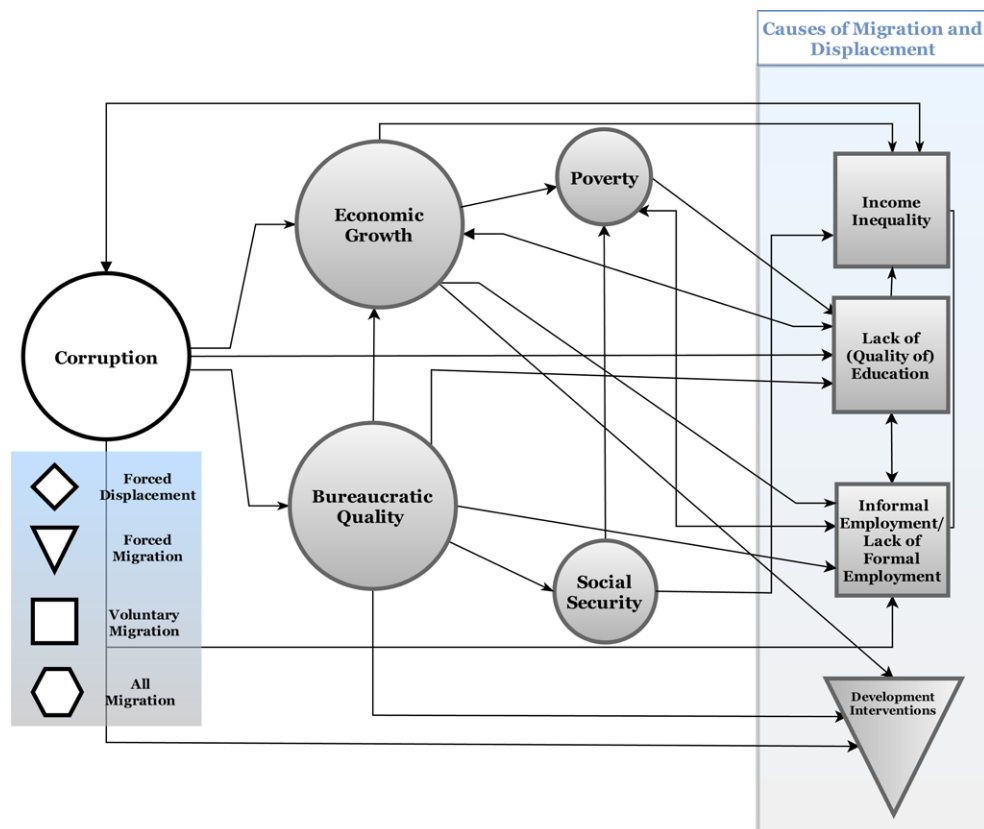 Causes of Migration and
Displacement
Economic
Growth
Poverty
Income
Inequality
Corruption
Lack of
(Quality of)
Education
Bureaucratic
Quality
Social
Security
Informal
Employment/
Lack of
Formal
Employment
Development
Interventions
Forced
Displacement
Forced
Migration
Voluntary
Migration
All
Migration